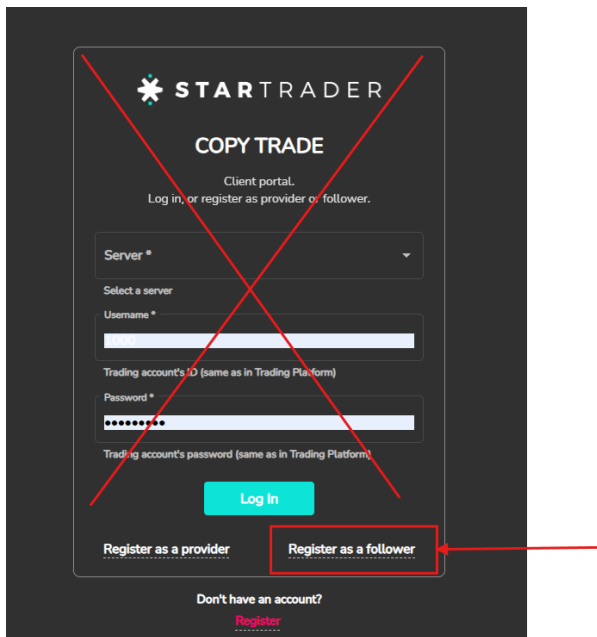 STARTRADER
COPY TRADE
Client portal.
Log in, or register as provider or follower.
Server *
Select a server
Username *
1000
Trading account's ID (same as in Trading Platform)
Password *
•••••••••
Trading account's password (same as in Trading Platform)
Log In
Register as a provider Register as a follower
Don't have an account?
Register